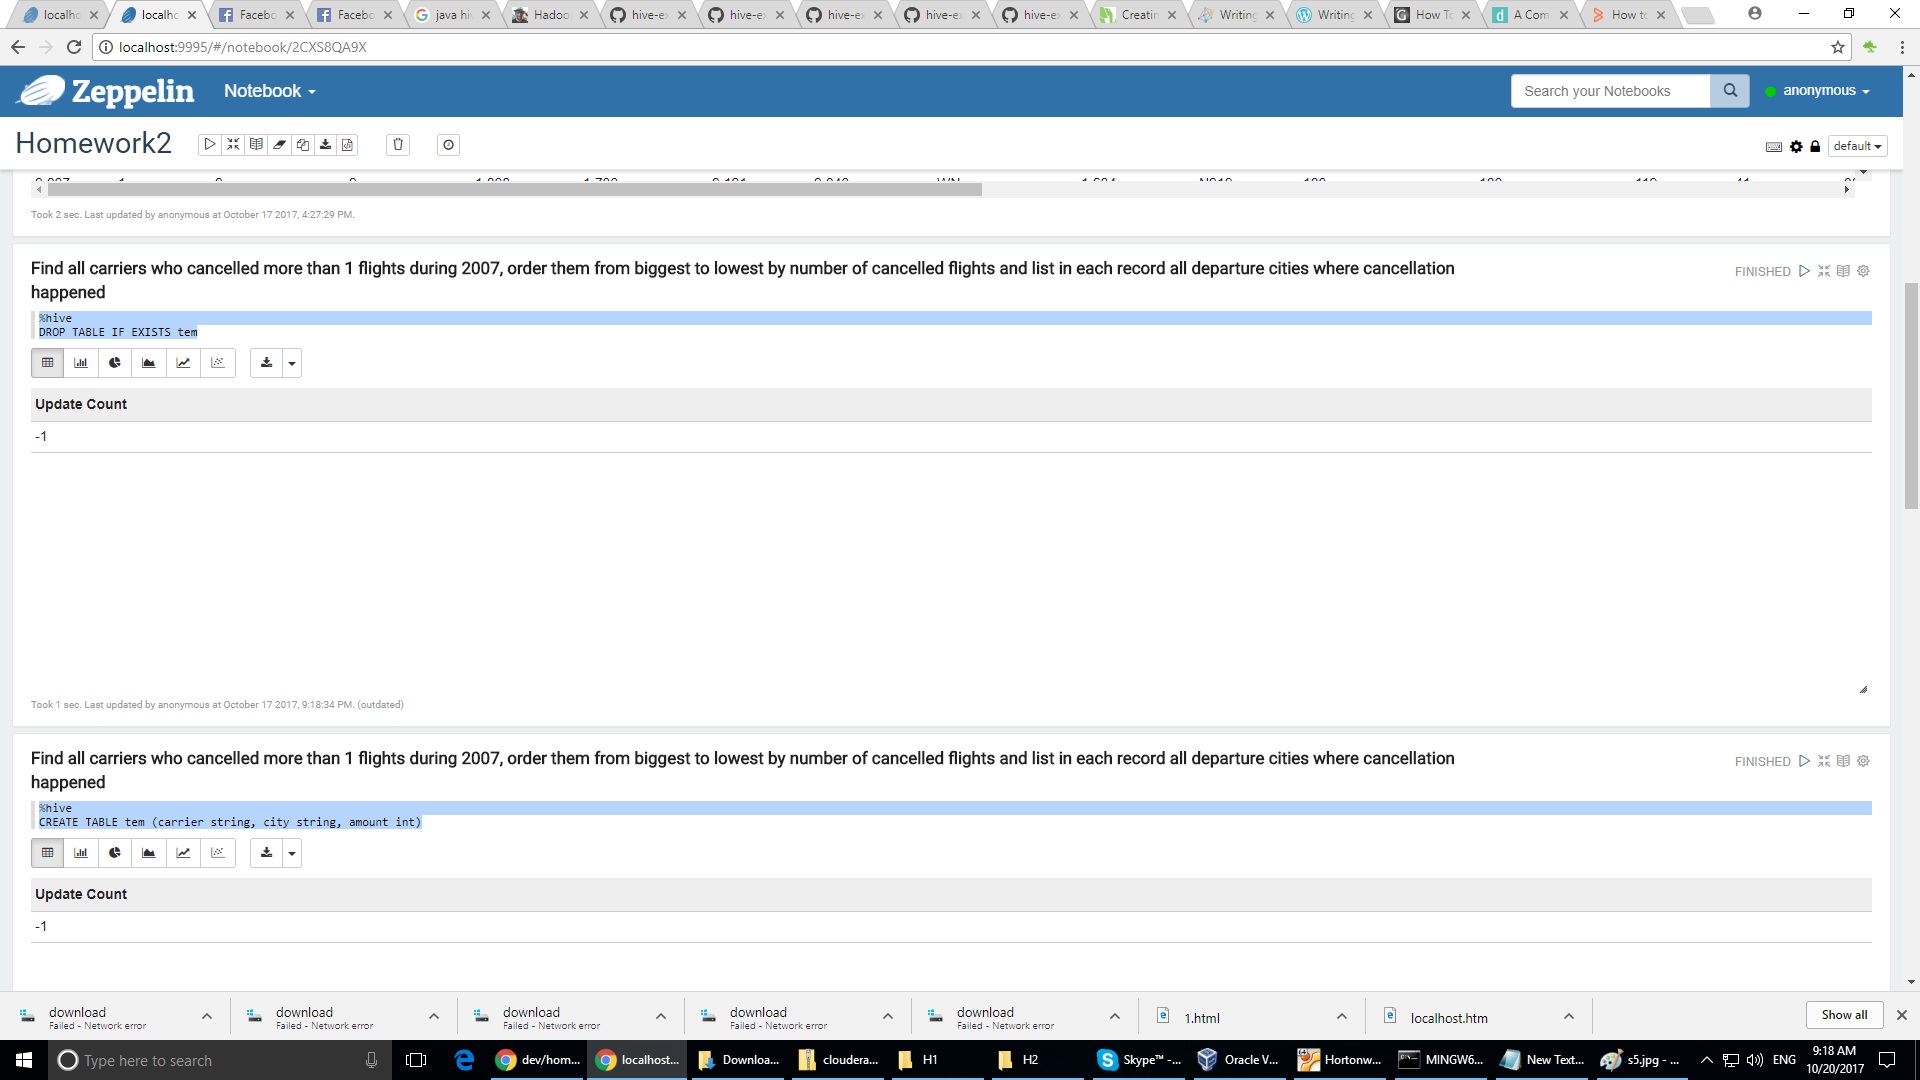 localho
localho
Facebo
Facebo
java hi
Hadoo
hive-e
hive-e
hive-e
hive-e
hive-e
Creatin
Writing
Writing
How To
A Com
How to
localhost:9995/#/notebook/2CXS8QA9X
Zeppelin
Notebook
Search your Notebooks
anonymous
Homework2
default
Took 2 sec. Last updated by anonymous at October 17 2017, 4:27:29 PM.
Find all carriers who cancelled more than 1 flights during 2007, order them from biggest to lowest by number of cancelled flights and list in each record all departure cities where cancellation
happened
FINISHED
%hive
DROP TABLE IF EXISTS tem
Update Count
-1
Took 1 sec. Last updated by anonymous at October 17 2017, 9:18:34 PM. (outdated)
Find all carriers who cancelled more than 1 flights during 2007, order them from biggest to lowest by number of cancelled flights and list in each record all departure cities where cancellation
happened
FINISHED
%hive
CREATE TABLE tem (carrier string, city string, amount int)
Update Count
-1
download
Failed - Network error
download
Failed - Network error
download
Failed - Network error
download
Failed - Network error
download
Failed - Network error
1.html
localhost.htm
Show all
Type here to search
dev/hom...
localhost...
Downloa...
cloudera...
H1
H2
Skype™ -...
Oracle V...
Hortonw...
MINGW6...
New Text...
s5.jpg - ...
ENG
9:18 AM
10/20/2017